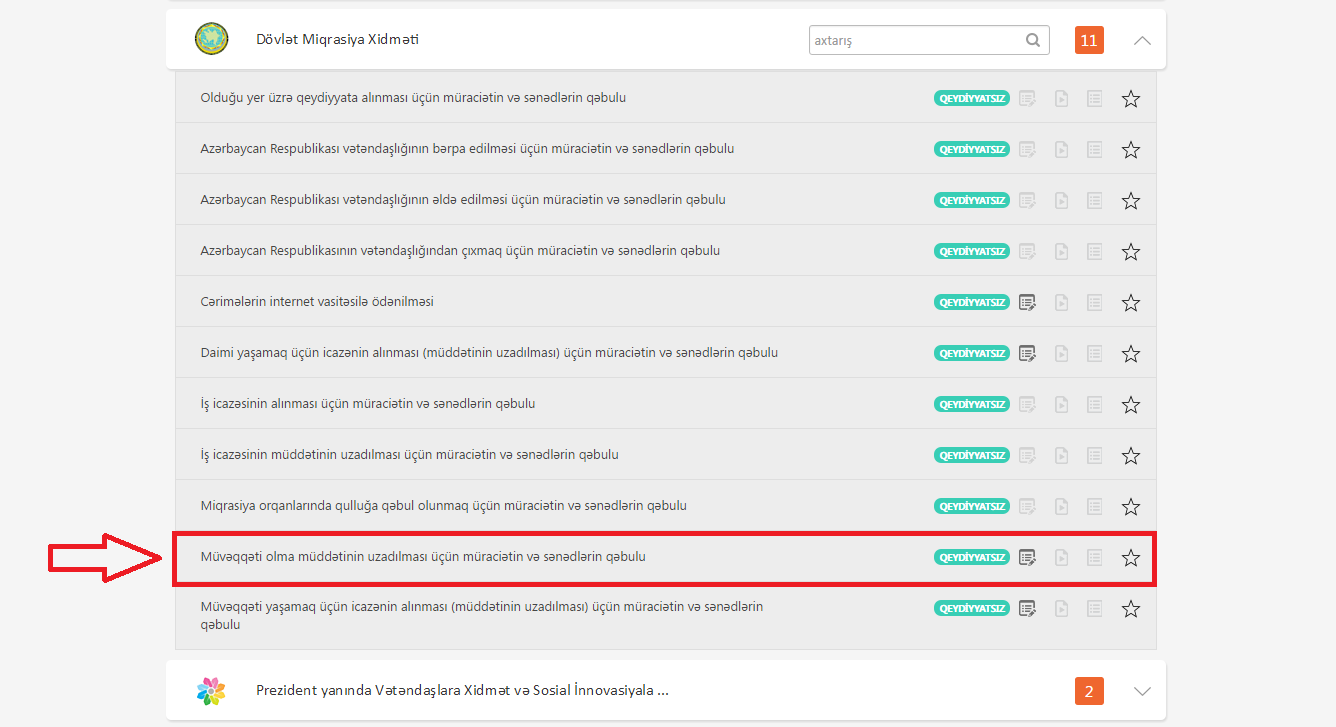 Dövlət Miqrasiya Xidməti
axtarış
11
Olduğu yer üzrə qeydiyyata alınması üçün müraciətin və sənədlərin qəbulu
QEYDİYYATSIZ
Azərbaycan Respublikası vətəndaşlığının bərpa edilməsi üçün müraciətin və sənədlərin qəbulu
QEYDİYYATSIZ
Azərbaycan Respublikası vətəndaşlığının əldə edilməsi üçün müraciətin və sənədlərin qəbulu
QEYDİYYATSIZ
Azərbaycan Respublikasının vətəndaşlığından çıxmaq üçün müraciətin və sənədlərin qəbulu
QEYDİYYATSIZ
Cərimələrin internet vasitəsilə ödənilməsi
QEYDİYYATSIZ
Daimi yaşamaq üçün icazənin alınması (müddətinin uzadılması) üçün müraciətin və sənədlərin qəbulu
QEYDİYYATSIZ
İş icazəsinin alınması üçün müraciətin və sənədlərin qəbulu
QEYDİYYATSIZ
İş icazəsinin müddətinin uzadılması üçün müraciətin və sənədlərin qəbulu
QEYDİYYATSIZ
Miqrasiya orqanlarında qulluğa qəbul olunmaq üçün müraciətin və sənədlərin qəbulu
QEYDİYYATSIZ
Müvəqqəti olma müddətinin uzadılması üçün müraciətin və sənədlərin qəbulu
QEYDİYYATSIZ
Müvəqqəti yaşamaq üçün icazənin alınması (müddətinin uzadılması) üçün müraciətin və sənədlərin
qəbulu
QEYDİYYATSIZ
Prezident yanında Vətəndaşlara Xidmət və Sosial İnnovasiyala ...
2